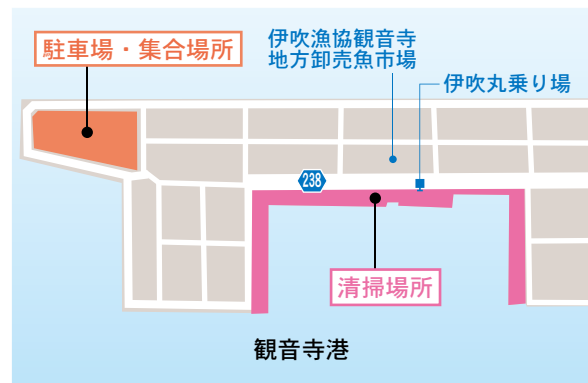 駐車場・集合場所
伊吹漁協観音寺
地方卸売魚市場
伊吹丸乗り場
238
清掃場所
観音寺港